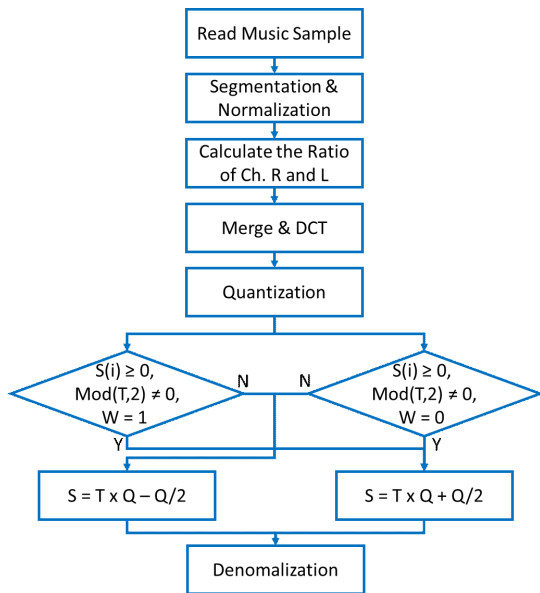 Read Music Sample
Segmentation &
Normalization
Calculate the Ratio
of Ch. R and L
Merge & DCT
Quantization
S(i) ≥ 0,
Mod(T,2) ≠ 0,
W = 1
N
N
S(i) ≥ 0,
Mod(T,2) ≠ 0,
W = 0
Y
Y
S = T x Q – Q/2
S = T x Q + Q/2
Denomalization